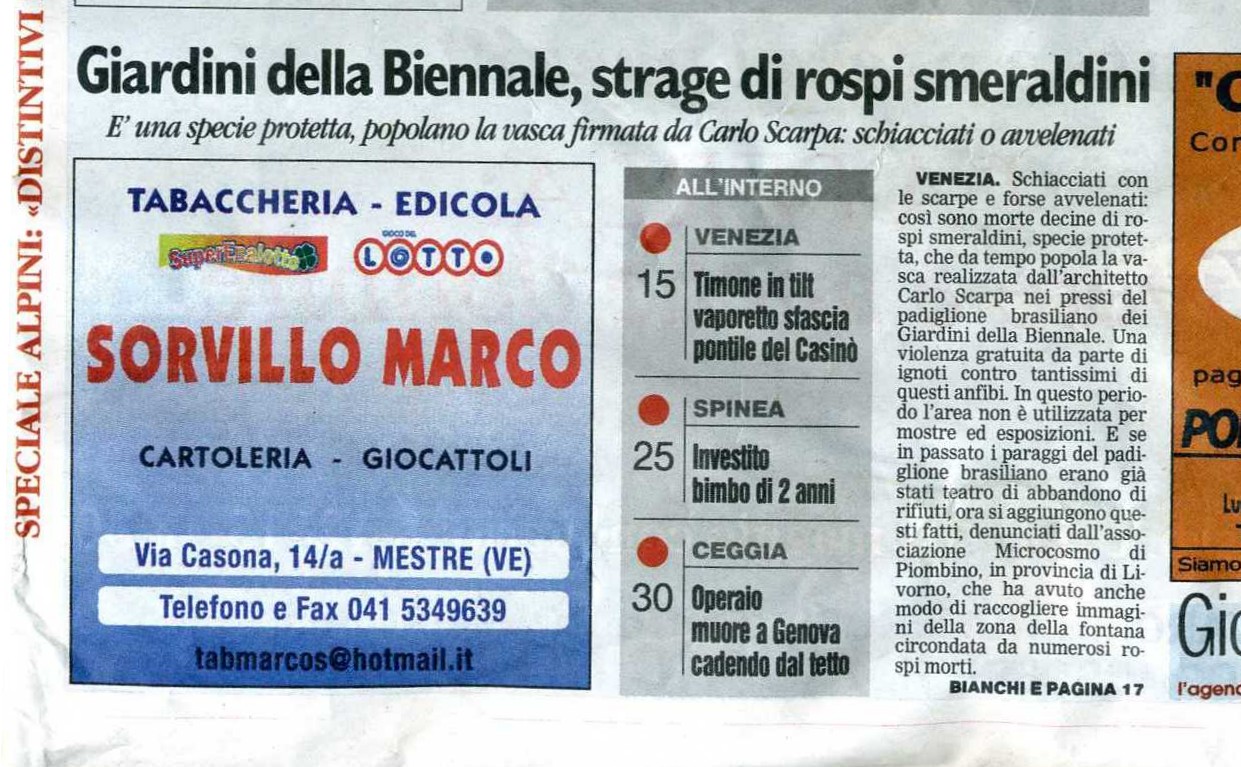 SPECIALE ALPINI: «DISTINTIVI
Giardini della Biennale, strage di rospi smeraldini
E' una specie protetta, popolano la vasca firmata da Carlo Scarpa: schiacciati o avvelenati
TABACCHERIA - EDICOLA
SuperEnalotto
GIOCO DEL
LOTTO
SORVILLO MARCO
CARTOLERIA - GIOCATTOLI
Via Casona, 14/a - MESTRE (VE)
Telefono e Fax 041 5349639
tabmarcos@hotmail.it
ALL'INTERNO
VENEZIA
15 Timone in tilt
vaporetto sfascia
pontile del Casinò
SPINEA
25 Investito
bimbo di 2 anni
CEGGIA
30 Operaio
muore a Genova
cadendo dal tetto
VENEZIA. Schiacciati con
le scarpe e forse avvelenati:
così sono morte decine di ro-
spi smeraldini, specie protet-
ta, che da tempo popola la va-
sca realizzata dall'architetto
Carlo Scarpa nei pressi del
padiglione brasiliano dei
Giardini della Biennale. Una
violenza gratuita da parte di
ignoti contro tantissimi di
questi anfibi. In questo perio-
do l'area non è utilizzata per
mostre ed esposizioni. E se
in passato i paraggi del padi-
glione brasiliano erano già
stati teatro di abbandono di
rifiuti, ora si aggiungono que-
sti fatti, denunciati dall'asso-
ciazione Microcosmo di
Piombino, in provincia di Li-
vorno, che ha avuto anche
modo di raccogliere immagi-
ni della zona della fontana
circondata da numerosi ro-
spi morti.
BIANCHI E PAGINA 17
Siamo